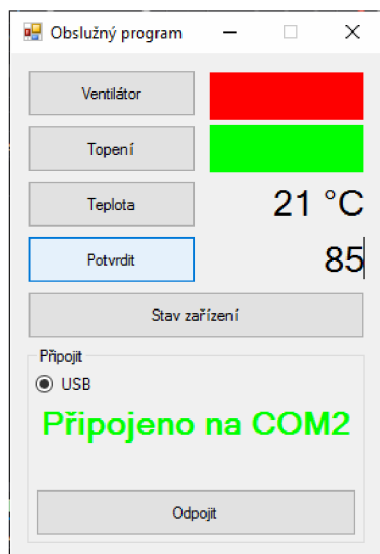 Obslužný program
Ventilátor
Topení
Teplota 21 °C
Potvrdit 85
Stav zařízení
Připojit
USB
Připojeno na COM2
Odpojit